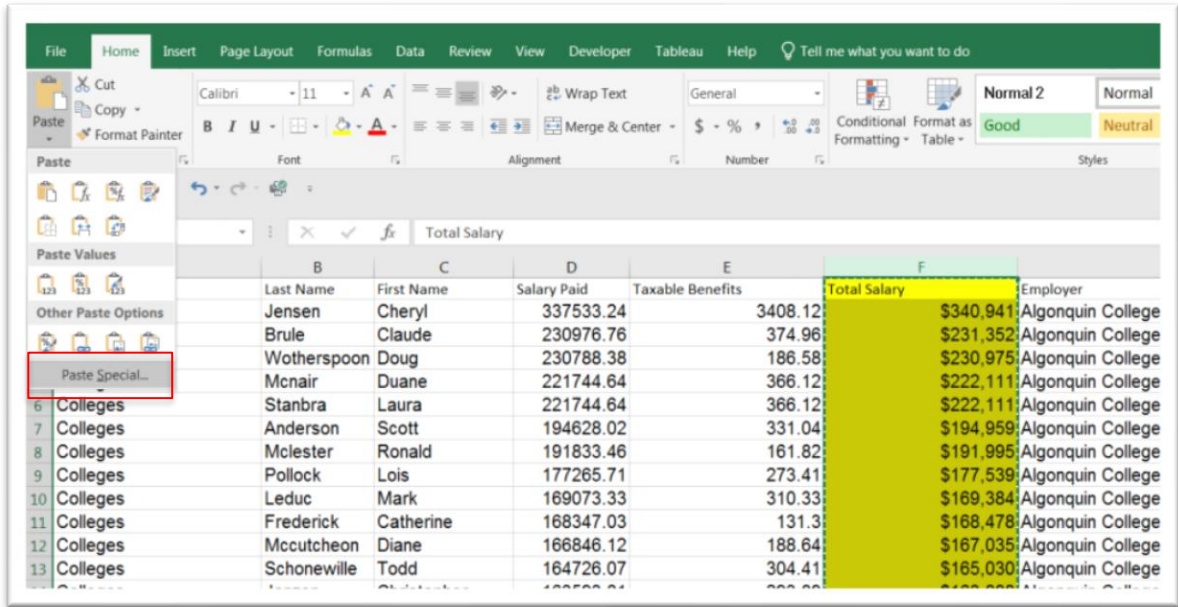 File Home Insert Page Layout Formulas Data Review View Developer Tableau Help Tell me what you want to do
Cut
Copy
Format Painter
Paste
Calibri 11 A A
B I U A
Font
Wrap Text
Merge & Center
Alignment
General
$ % ,
Number
Conditional Formatting
Format as Table
Normal 2 Normal
Good Neutral
Styles
Paste
Paste Values
123 123 123
Other Paste Options
Paste Special...
fx Total Salary
B C D E F
Last Name First Name Salary Paid Taxable Benefits Total Salary Employer
Jensen Cheryl 337533.24 3408.12 $340,941 Algonquin College
Brule Claude 230976.76 374.96 $231,352 Algonquin College
Wotherspoon Doug 230788.38 186.58 $230,975 Algonquin College
Mcnair Duane 221744.64 366.12 $222,111 Algonquin College
6 Colleges Stanbra Laura 221744.64 366.12 $222,111 Algonquin College
7 Colleges Anderson Scott 194628.02 331.04 $194,959 Algonquin College
8 Colleges Mclester Ronald 191833.46 161.82 $191,995 Algonquin College
9 Colleges Pollock Lois 177265.71 273.41 $177,539 Algonquin College
10 Colleges Leduc Mark 169073.33 310.33 $169,384 Algonquin College
11 Colleges Frederick Catherine 168347.03 131.3 $168,478 Algonquin College
12 Colleges Mccutcheon Diane 166846.12 188.64 $167,035 Algonquin College
13 Colleges Schonewille Todd 164726.07 304.41 $165,030 Algonquin College